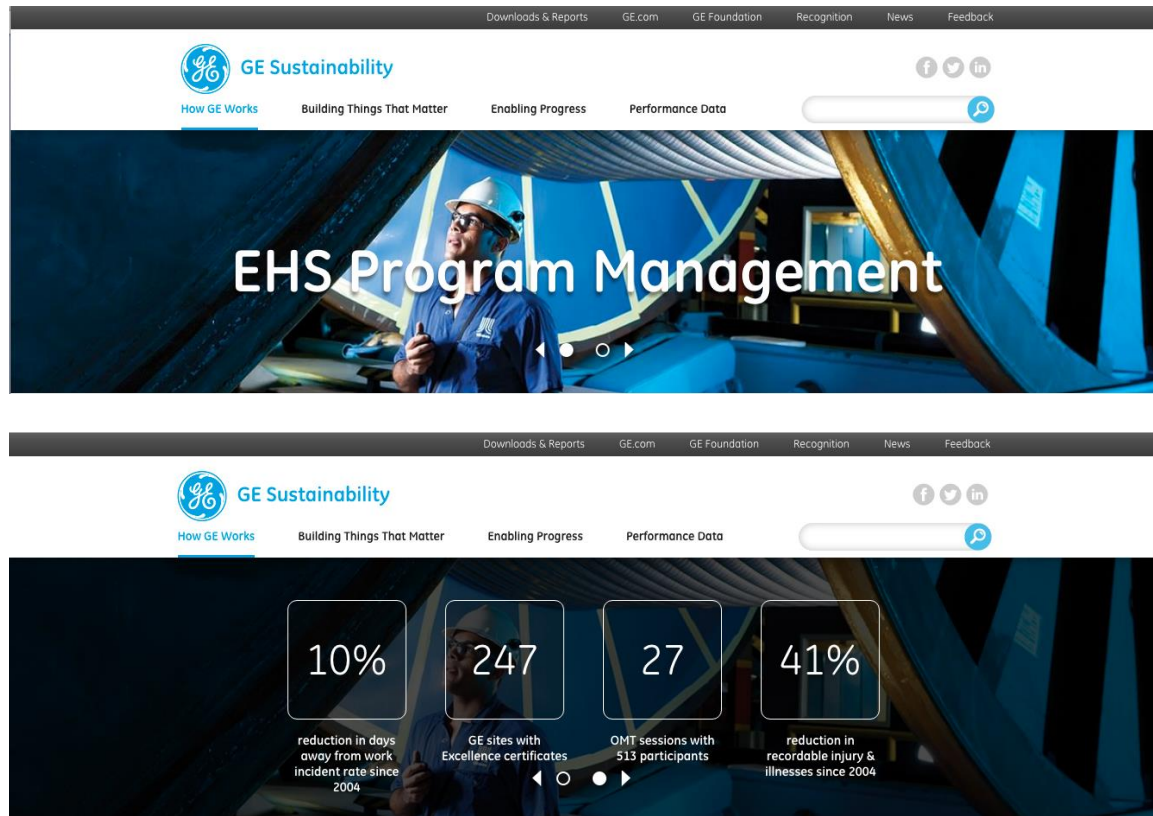 Downloads & Reports GE.com GE Foundation Recognition News Feedback
GE GE Sustainability
f in
How GE Works Building Things That Matter Enabling Progress Performance Data
EHS Program Management
Downloads & Reports GE.com GE Foundation Recognition News Feedback
GE GE Sustainability
f in
How GE Works Building Things That Matter Enabling Progress Performance Data
10% 247 27 41%
reduction in days away from work incident rate since 2004
GE sites with Excellence certificates
OMT sessions with 513 participants
reduction in recordable injury & illnesses since 2004